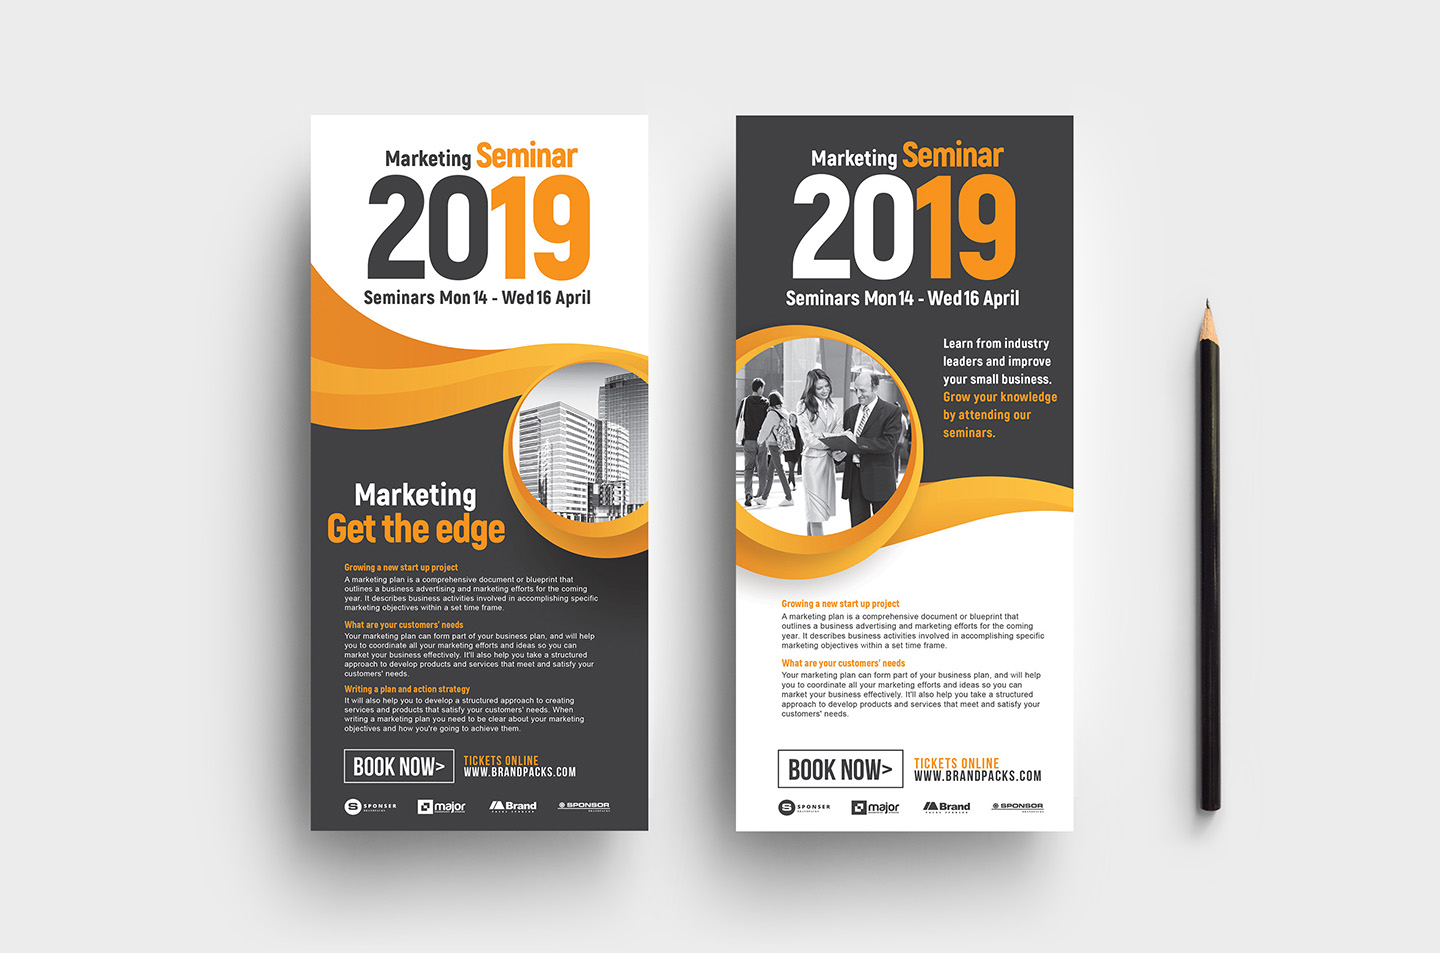 Marketing Seminar
2019
Seminars Mon 14 - Wed 16 April
Marketing
Get the edge
Growing a new start up project
A marketing plan is a comprehensive document or blueprint that
outlines a business advertising and marketing efforts for the coming
year. It describes business activities involved in accomplishing specific
marketing objectives within a set time frame.
What are your customers' needs
Your marketing plan can form part of your business plan, and will help
you to coordinate all your marketing efforts and ideas so you can
market your business effectively. It'll also help you take a structured
approach to develop products and services that meet and satisfy your
customers' needs.
Writing a plan and action strategy
It will also help you to develop a structured approach to creating
services and products that satisfy your customers' needs. When
writing a marketing plan you need to be clear about your marketing
objectives and how you're going to achieve them.
BOOK NOW>
TICKETS ONLINE
WWW.BRANDPACKS.COM
S SPONSER
major
Brand
SPONSOR
Marketing Seminar
2019
Seminars Mon 14 - Wed 16 April
Learn from industry
leaders and improve
your small business.
Grow your knowledge
by attending our
seminars.
Growing a new start up project
A marketing plan is a comprehensive document or blueprint that
outlines a business advertising and marketing efforts for the coming
year. It describes business activities involved in accomplishing specific
marketing objectives within a set time frame.
What are your customers' needs
Your marketing plan can form part of your business plan, and will help
you to coordinate all your marketing efforts and ideas so you can
market your business effectively. It'll also help you take a structured
approach to develop products and services that meet and satisfy your
customers' needs.
BOOK NOW>
TICKETS ONLINE
WWW.BRANDPACKS.COM
S SPONSER
major
Brand
SPONSOR